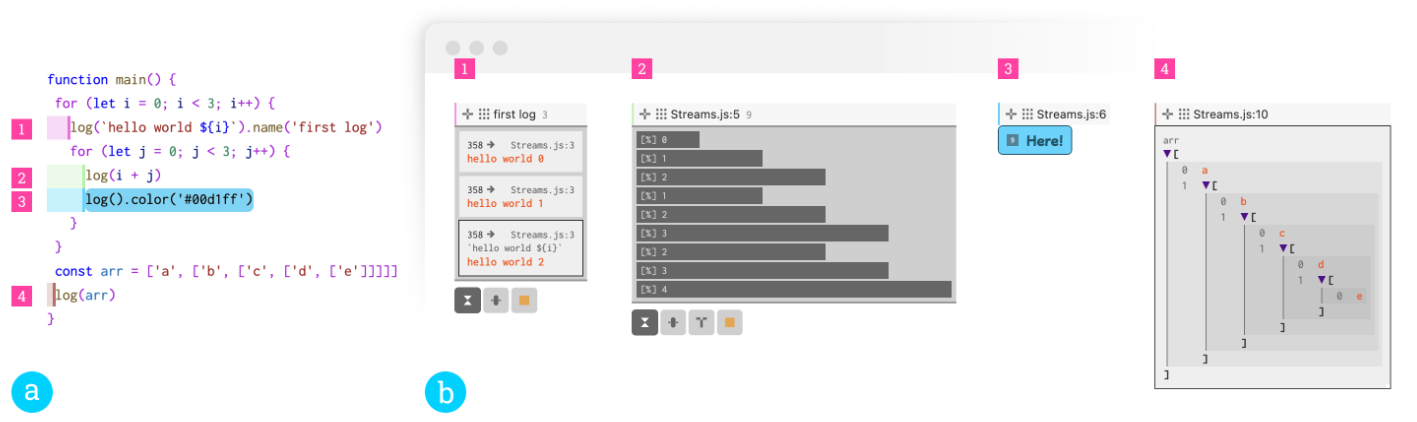 function main() {
for (let i = 0; i < 3; i++) {
1 log(`hello world ${i}`).name('first log')
for (let j = 0; j < 3; j++) {
2 log(i + j)
3 log().color('#00d1ff')
}
}
const arr = ['a', ['b', ['c', ['d', ['e']]]]]
4 log(arr)
}
a
1
first log 3
358 → Streams.js:3
hello world 0
358 → Streams.js:3
hello world 1
358 → Streams.js:3
`hello world ${i}`
hello world 2
2
Streams.js:5 9
[%] 0
[%] 1
[%] 2
[%] 1
[%] 2
[%] 3
[%] 2
[%] 3
[%] 4
3
Streams.js:6
9 Here!
4
Streams.js:10
arr
▼[
0 a
1 ▼[
0 b
1 ▼[
0 c
1 ▼[
0 d
1 ▼[
0 e
]
]
]
]
]
b